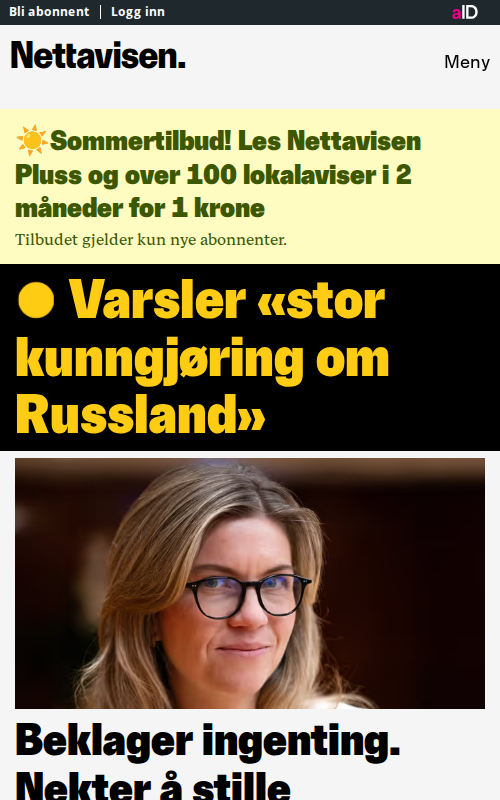 Bli abonnent | Logg inn
aID
Nettavisen.
Meny
Sommertilbud! Les Nettavisen
Pluss og over 100 lokalaviser i 2
måneder for 1 krone
Tilbudet gjelder kun nye abonnenter.
Varsler «stor
kunngjøring om
Russland»
Beklager ingenting.
Nekter å stille